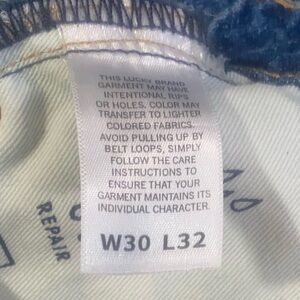 THIS LUCKY BRAND
GARMENT MAY HAVE
INTENTIONAL RIPS
OR HOLES. COLOR MAY
TRANSFER TO LIGHTER
COLORED FABRICS.
AVOID PULLING UP BY
BELT LOOPS, SIMPLY
FOLLOW THE CARE
INSTRUCTIONS TO
ENSURE THAT YOUR
GARMENT MAINTAINS ITS
INDIVIDUAL CHARACTER.
W30 L32
REPAIR